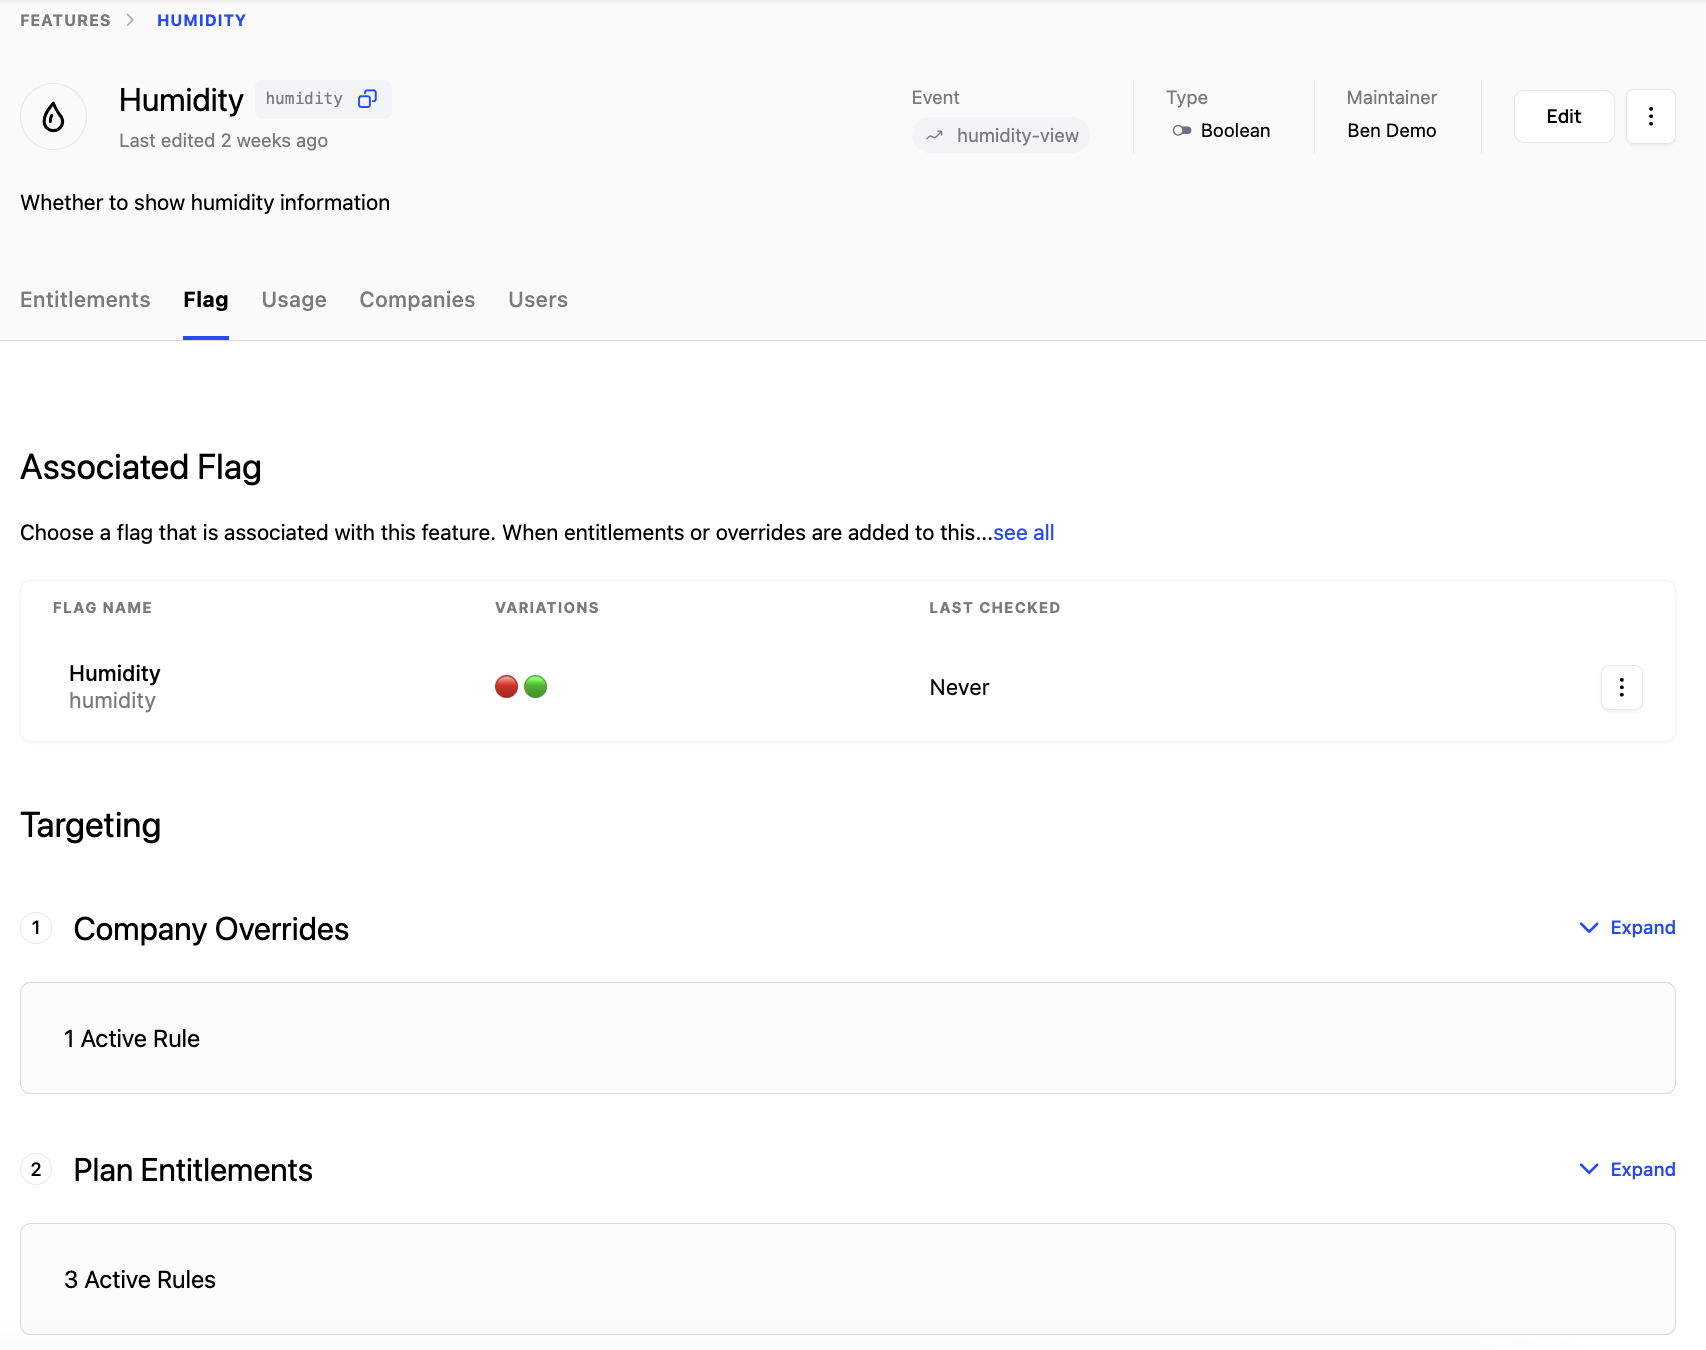 FEATURES > HUMIDITY
Humidity humidity
Last edited 2 weeks ago
Event
humidity-view
Type
Boolean
Maintainer
Ben Demo
Edit
Whether to show humidity information
Entitlements Flag Usage Companies Users
Associated Flag
Choose a flag that is associated with this feature. When entitlements or overrides are added to this...see all
FLAG NAME VARIATIONS LAST CHECKED
Humidity
humidity
Never
Targeting
1 Company Overrides Expand
1 Active Rule
2 Plan Entitlements Expand
3 Active Rules